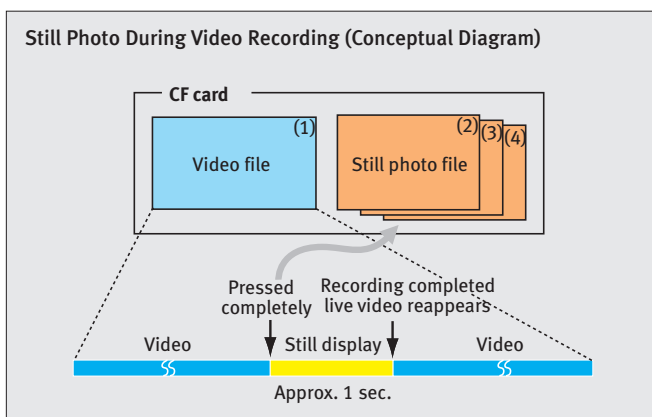 Still Photo During Video Recording (Conceptual Diagram)
CF card
(1)
Video file
(2)
(3)
(4)
Still photo file
Pressed
completely
Recording completed
live video reappears
Video
Still display
Video
Approx. 1 sec.